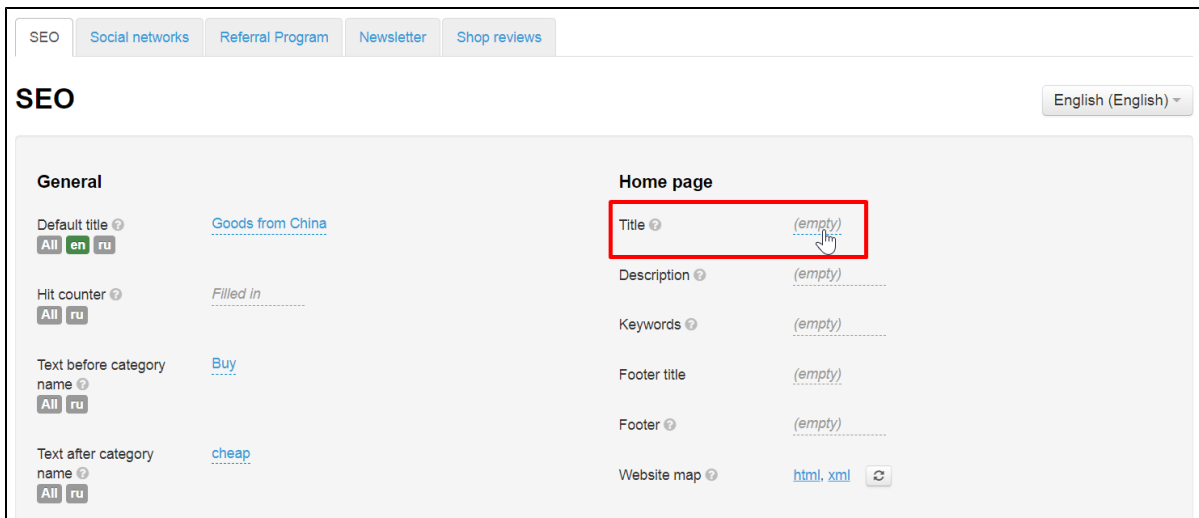 SEO
Social networks
Referral Program
Newsletter
Shop reviews
SEO
English (English)
General
Default title
Goods from China
All en ru
Hit counter
Filled in
All ru
Text before category
name
Buy
All ru
Text after category
name
cheap
All ru
Home page
Title
(empty)
Description
(empty)
Keywords
(empty)
Footer title
(empty)
Footer
(empty)
Website map
html, xml